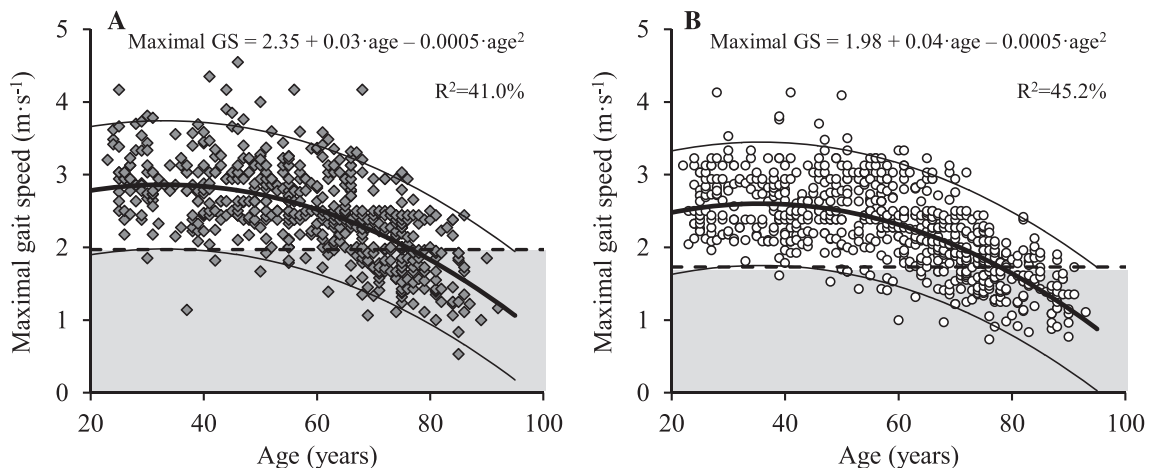 A
Maximal GS = 2.35 + 0.03·age – 0.0005·age²
R²=41.0%
Maximal gait speed (m·s⁻¹)
5
4
3
2
1
0
20 40 60 80 100
Age (years)
B
Maximal GS = 1.98 + 0.04·age – 0.0005·age²
R²=45.2%
Maximal gait speed (m·s⁻¹)
5
4
3
2
1
0
20 40 60 80 100
Age (years)